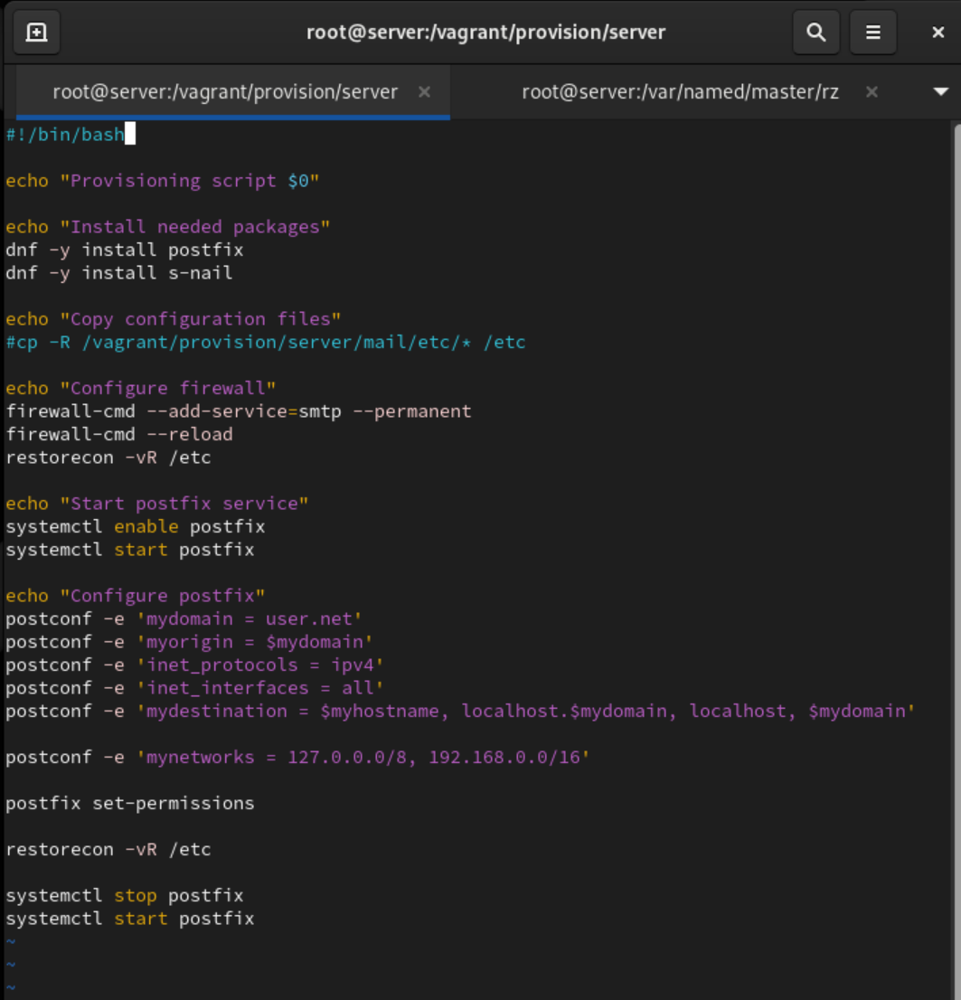 root@server:/vagrant/provision/server
root@server:/vagrant/provision/server
root@server:/var/named/master/rz
#!/bin/bash
echo "Provisioning script $0"
echo "Install needed packages"
dnf -y install postfix
dnf -y install s-nail
echo "Copy configuration files"
#cp -R /vagrant/provision/server/mail/etc/* /etc
echo "Configure firewall"
firewall-cmd --add-service=smtp --permanent
firewall-cmd --reload
restorecon -vR /etc
echo "Start postfix service"
systemctl enable postfix
systemctl start postfix
echo "Configure postfix"
postconf -e 'mydomain = user.net'
postconf -e 'myorigin = $mydomain'
postconf -e 'inet_protocols = ipv4'
postconf -e 'inet_interfaces = all'
postconf -e 'mydestination = $myhostname, localhost.$mydomain, localhost, $mydomain'
postconf -e 'mynetworks = 127.0.0.0/8, 192.168.0.0/16'
postfix set-permissions
restorecon -vR /etc
systemctl stop postfix
systemctl start postfix
~
~
~